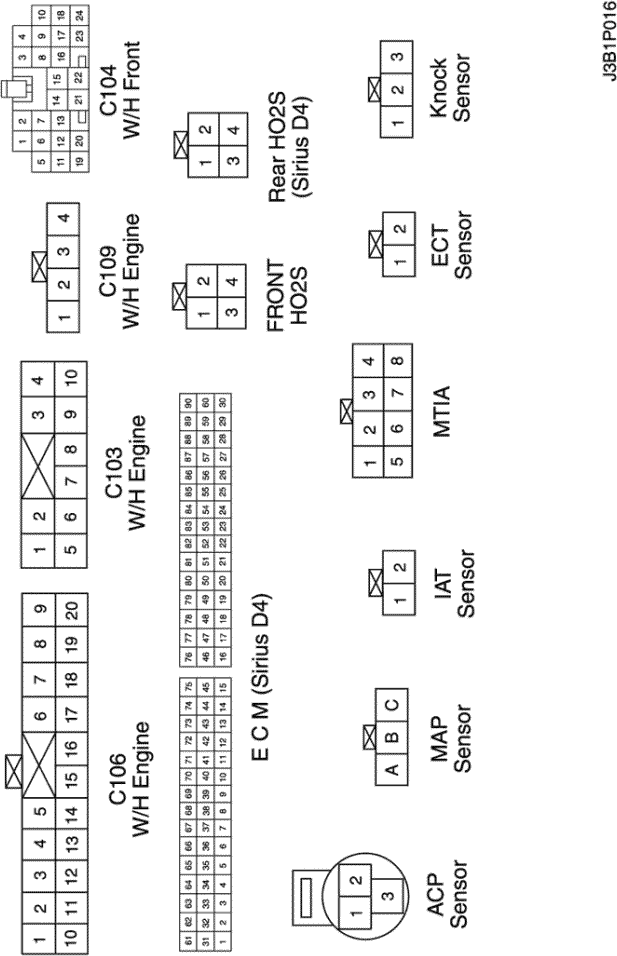 1 2 3 4 5 6 7 8 9
10 11 12 13 14 15 16 17 18 19 20
C106
W/H Engine
1 2 3 4
5 6 7 8 9 10
C103
W/H Engine
1 2 3 4
C109
W/H Engine
1 2 3 4
5 6 7 8 9 10
11 12 13 14 15 16 17 18
19 20 21 22 23 24
C104
W/H Front
61 62 63 64 65 66 67 68 69 70 71 72 73 74 75 76 77 78 79 80 81 82 83 84 85 86 87 88 89 90
31 32 33 34 35 36 37 38 39 40 41 42 43 44 45 46 47 48 49 50 51 52 53 54 55 56 57 58 59 60
1 2 3 4 5 6 7 8 9 10 11 12 13 14 15 16 17 18 19 20 21 22 23 24 25 26 27 28 29 30
E C M (Sirius D4)
1 2
3 4
FRONT
HO2S
1 2
3 4
Rear HO2S
(Sirius D4)
1 2
3
ACP
Sensor
A B C
MAP
Sensor
1 2
IAT
Sensor
1 2 3 4
5 6 7 8
MTIA
1 2
ECT
Sensor
1 2 3
Knock
Sensor
J3B1P016